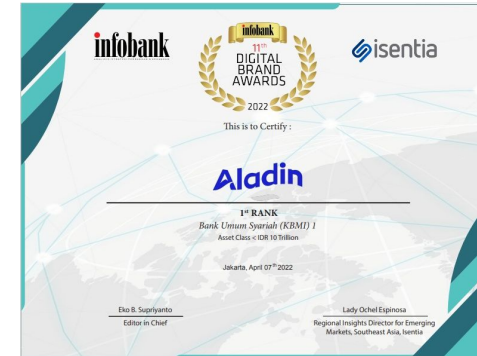 infobank
infobank
11th
DIGITAL
BRAND
AWARDS
2022
isentia
This is to Certify :
Aladin
1st RANK
Bank Umum Syariah (KBMI) 1
Asset Class < IDR 10 Trillion
Jakarta, April 07th 2022
Eko B. Supriyanto
Editor in Chief
Lady Ochel Espinosa
Regional Insights Director for Emerging
Markets, Southeast Asia, Isentia